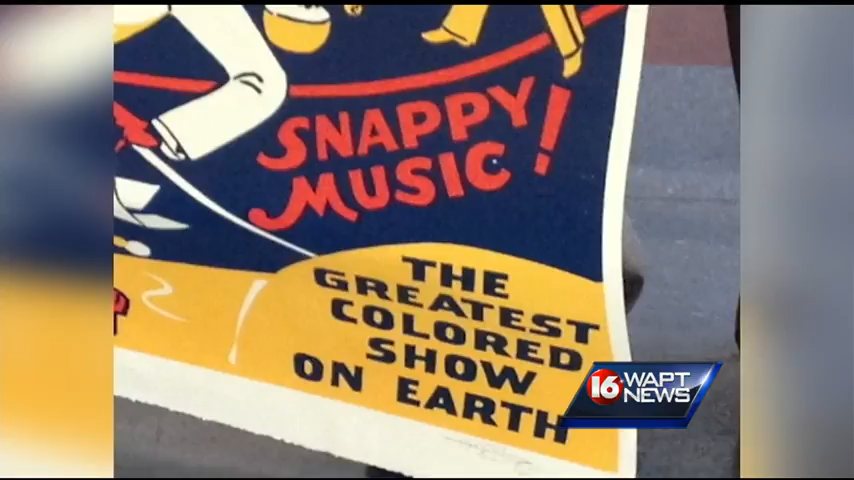 SNAPPY
MUSIC!
THE
GREATEST
COLORED
SHOW
ON EARTH
16 WAPT
NEWS